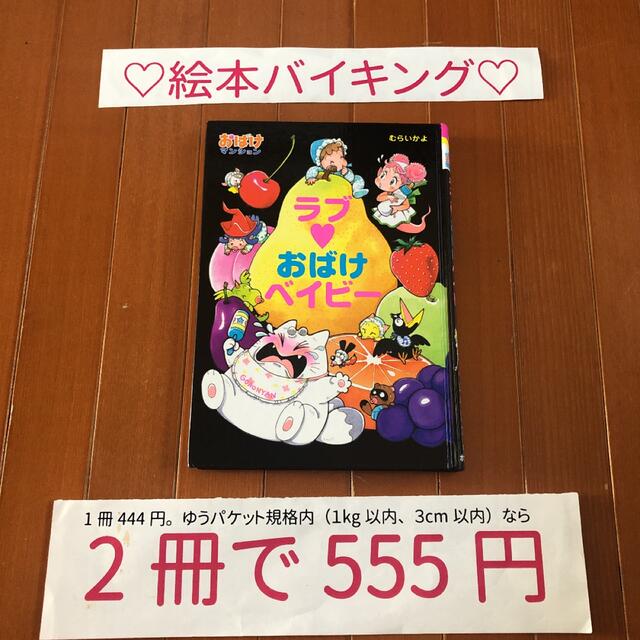 ♡絵本バイキング♡
おばけ
マンション
むらいかよ
ラブ
♥
おばけ
ベイビー
GORONYAN
1冊444円。ゆうパケット規格内（1kg以内、3cm以内）なら
2冊で555円